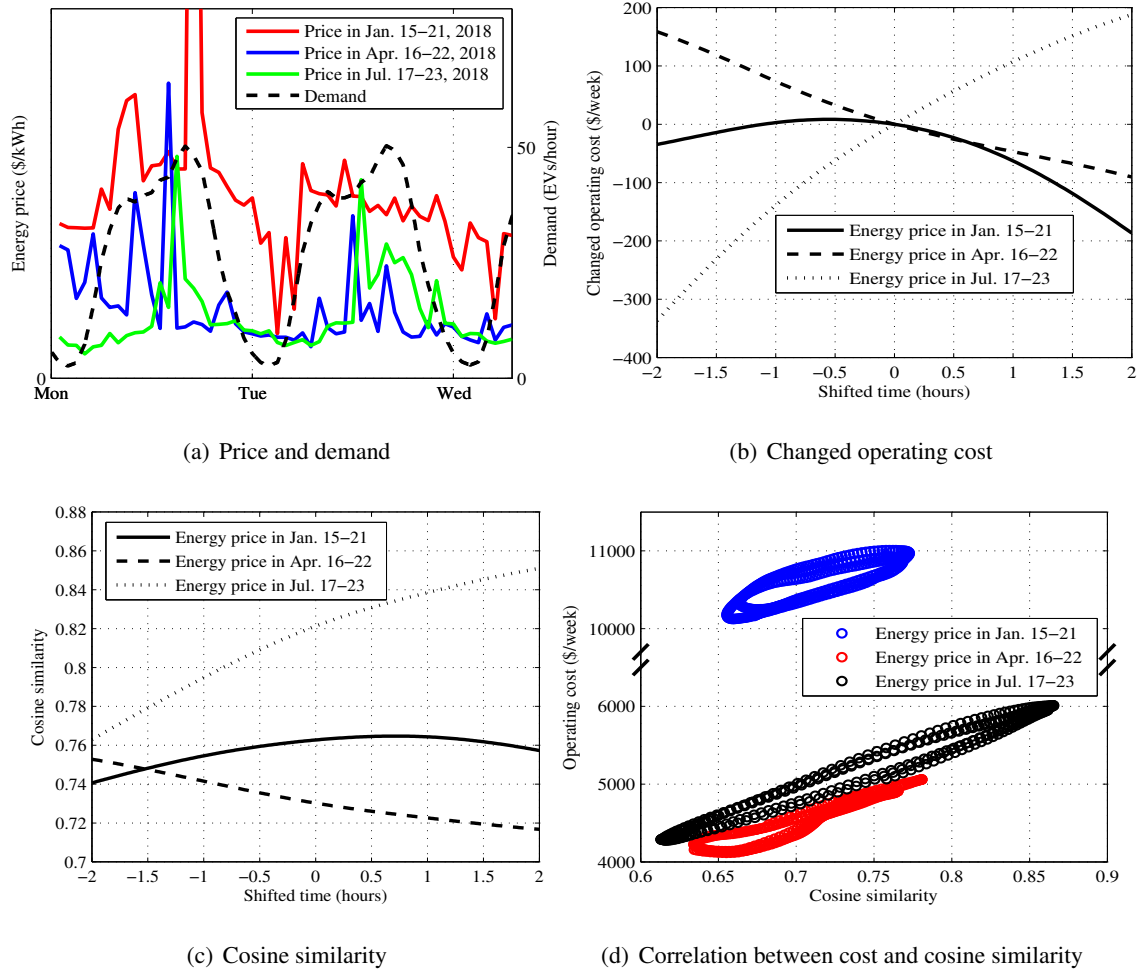 Price in Jan. 15−21, 2018
Price in Apr. 16−22, 2018
Price in Jul. 17−23, 2018
Demand
Energy price ($/kWh)
Demand (EVs/hour)
50
0
0
Mon
Tue
Wed
(a) Price and demand
200
100
0
−100
−200
−300
−400
Changed operating cost ($/week)
Energy price in Jan. 15−21
Energy price in Apr. 16−22
Energy price in Jul. 17−23
−2 −1.5 −1 −0.5 0 0.5 1 1.5 2
Shifted time (hours)
(b) Changed operating cost
0.88
0.86
0.84
0.82
0.8
0.78
0.76
0.74
0.72
0.7
Cosine similarity
Energy price in Jan. 15−21
Energy price in Apr. 16−22
Energy price in Jul. 17−23
−2 −1.5 −1 −0.5 0 0.5 1 1.5 2
Shifted time (hours)
(c) Cosine similarity
11000
10000
6000
5000
4000
Operating cost ($/week)
Energy price in Jan. 15−21
Energy price in Apr. 16−22
Energy price in Jul. 17−23
0.6 0.65 0.7 0.75 0.8 0.85 0.9
Cosine similarity
(d) Correlation between cost and cosine similarity